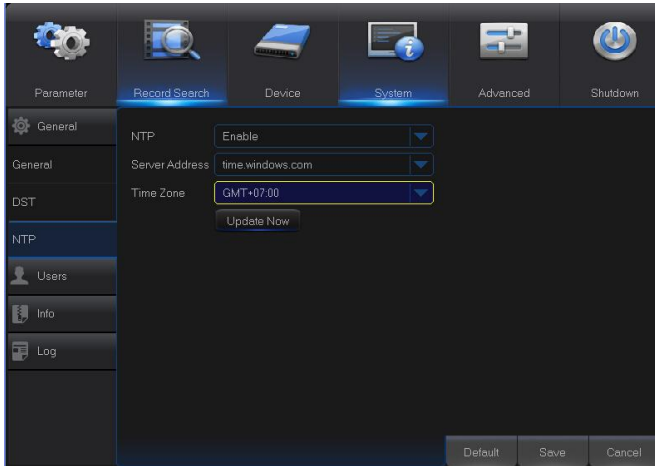 Parameter Record Search Device System Advanced Shutdown
General
General
DST
NTP
Users
Info
Log
NTP Enable
Server Address time.windows.com
Time Zone GMT+07:00
Update Now
Default Save Cancel